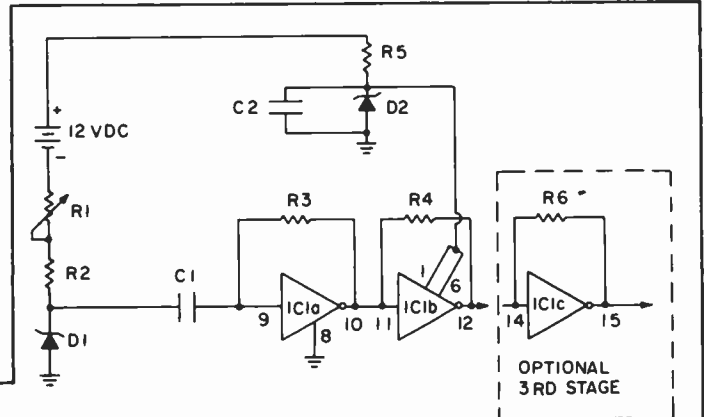 R5
C2
D2
+
12 VDC
-
R1
R3
R4
R6
R2
C1
1
6
IC1a
IC1b
IC1c
9
10
11
12
14
15
8
D1
OPTIONAL
3RD STAGE